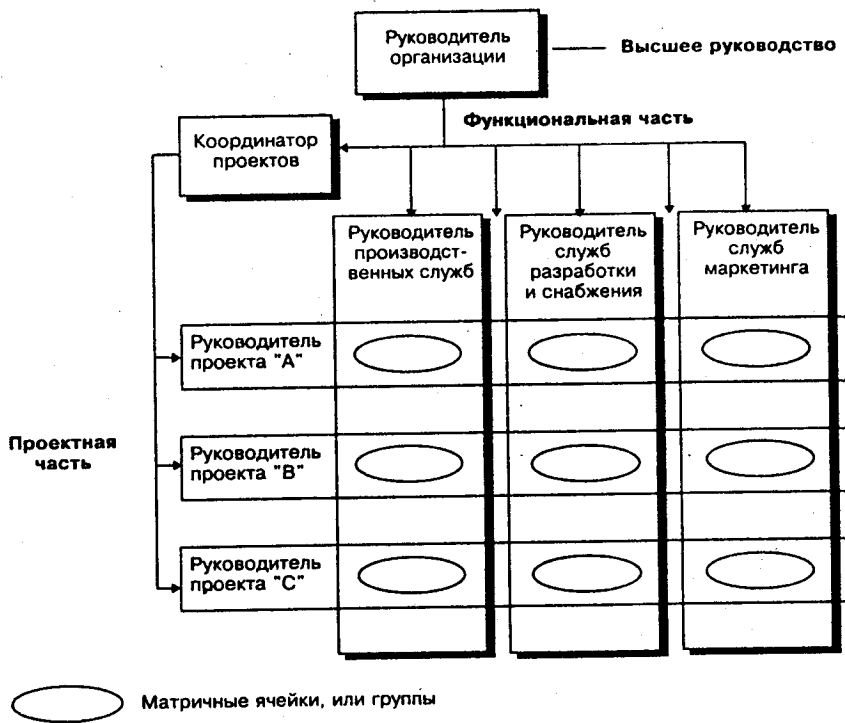 Руководитель
организации
Высшее руководство
Функциональная часть
Координатор
проектов
Руководитель
производст-
венных служб
Руководитель
служб
разработки
и снабжения
Руководитель
служб
маркетинга
Руководитель
проекта "А"
Проектная
часть
Руководитель
проекта "В"
Руководитель
проекта "С"
Матричные ячейки, или группы